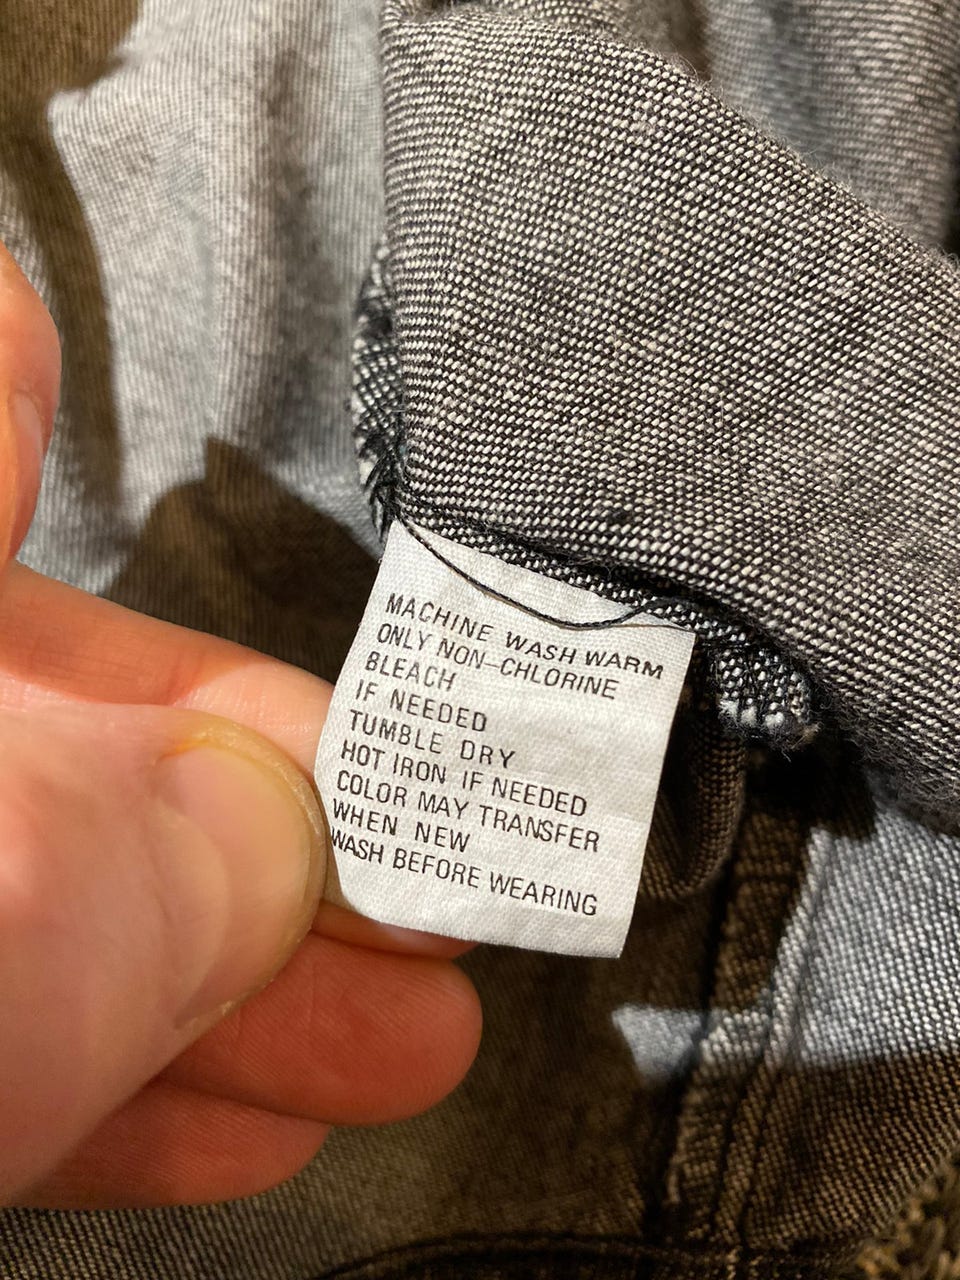 MACHINE WASH WARM
ONLY NON-CHLORINE
BLEACH
IF NEEDED
TUMBLE DRY
HOT IRON IF NEEDED
COLOR MAY TRANSFER
WHEN NEW
WASH BEFORE WEARING